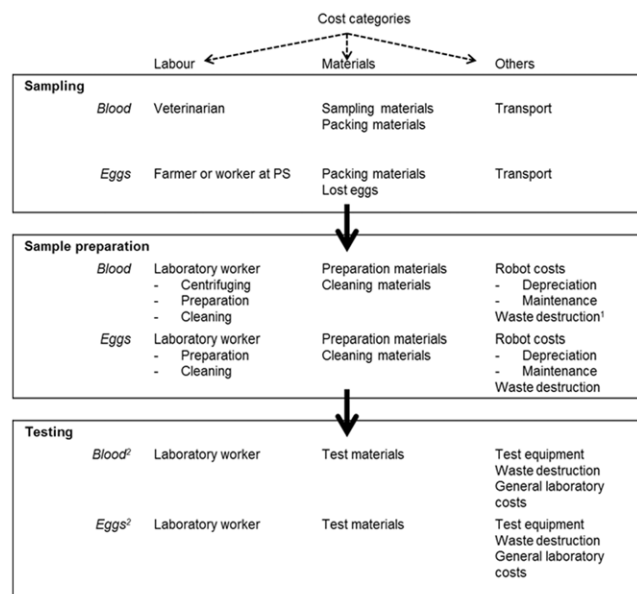 Cost categories
Labour Materials Others
Sampling
Blood Veterinarian Sampling materials Transport
Packing materials
Eggs Farmer or worker at PS Packing materials Transport
Lost eggs
Sample preparation
Blood Laboratory worker Preparation materials Robot costs
- Centrifuging Cleaning materials - Depreciation
- Preparation - Maintenance
- Cleaning Waste destruction¹
Eggs Laboratory worker Preparation materials Robot costs
- Preparation Cleaning materials - Depreciation
- Cleaning - Maintenance
Waste destruction
Testing
Blood² Laboratory worker Test materials Test equipment
Waste destruction
General laboratory
costs
Eggs² Laboratory worker Test materials Test equipment
Waste destruction
General laboratory
costs